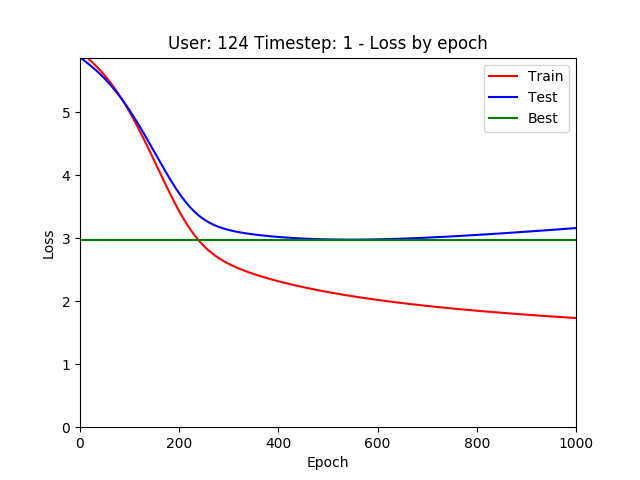 User: 124 Timestep: 1 - Loss by epoch
Train
Test
Best
Loss
5
4
3
2
1
0
0 200 400 600 800 1000
Epoch